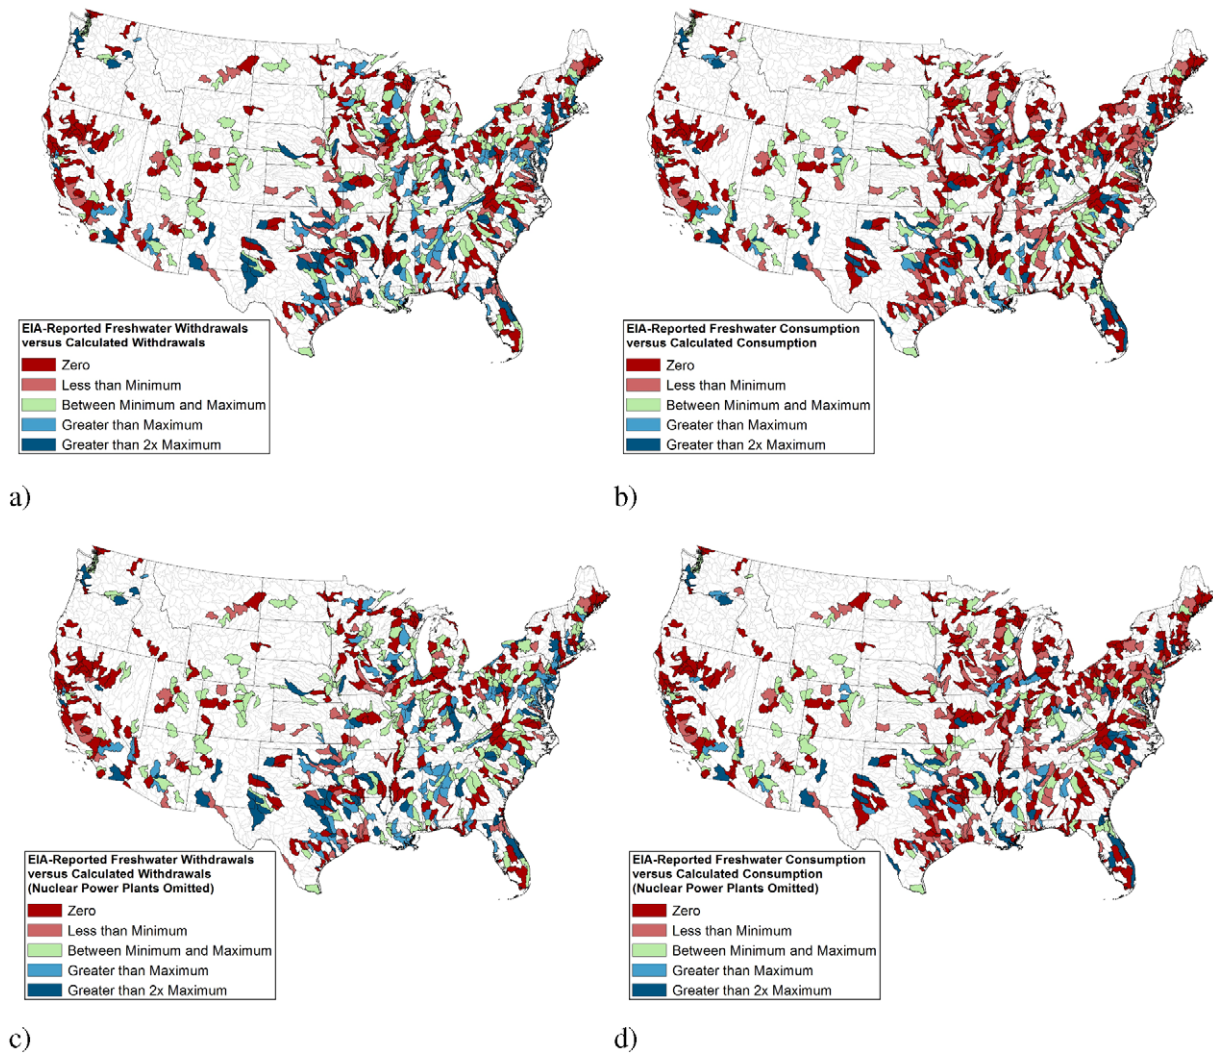 EIA-Reported Freshwater Withdrawals
versus Calculated Withdrawals
Zero
Less than Minimum
Between Minimum and Maximum
Greater than Maximum
Greater than 2x Maximum
a)
EIA-Reported Freshwater Consumption
versus Calculated Consumption
Zero
Less than Minimum
Between Minimum and Maximum
Greater than Maximum
Greater than 2x Maximum
b)
EIA-Reported Freshwater Withdrawals
versus Calculated Withdrawals
(Nuclear Power Plants Omitted)
Zero
Less than Minimum
Between Minimum and Maximum
Greater than Maximum
Greater than 2x Maximum
c)
EIA-Reported Freshwater Consumption
versus Calculated Consumption
(Nuclear Power Plants Omitted)
Zero
Less than Minimum
Between Minimum and Maximum
Greater than Maximum
Greater than 2x Maximum
d)